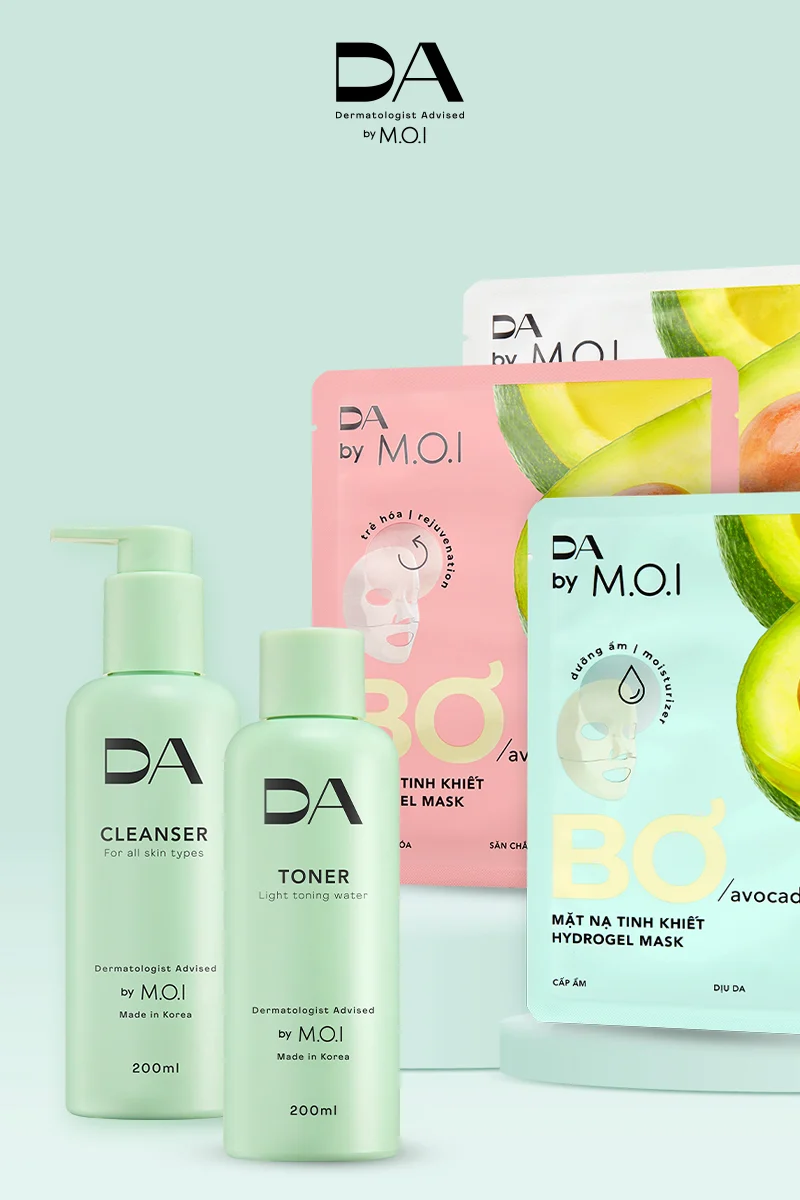 DA
Dermatologist Advised
by M.O.I
DA
by M.O.I
DA
by M.O.I
trẻ hóa | rejuvenation
BƠ
/av
TINH KHIẾT
EL MASK
ÓA
SĂN CHẮ
DA
by M.O.I
dưỡng ẩm | moisturizer
BƠ
/avocad
MẶT NẠ TINH KHIẾT
HYDROGEL MASK
CẤP ẨM
DỊU DA
DA
CLEANSER
For all skin types
Dermatologist Advised
by M.O.I
Made in Korea
200ml
DA
TONER
Light toning water
Dermatologist Advised
by M.O.I
Made in Korea
200ml